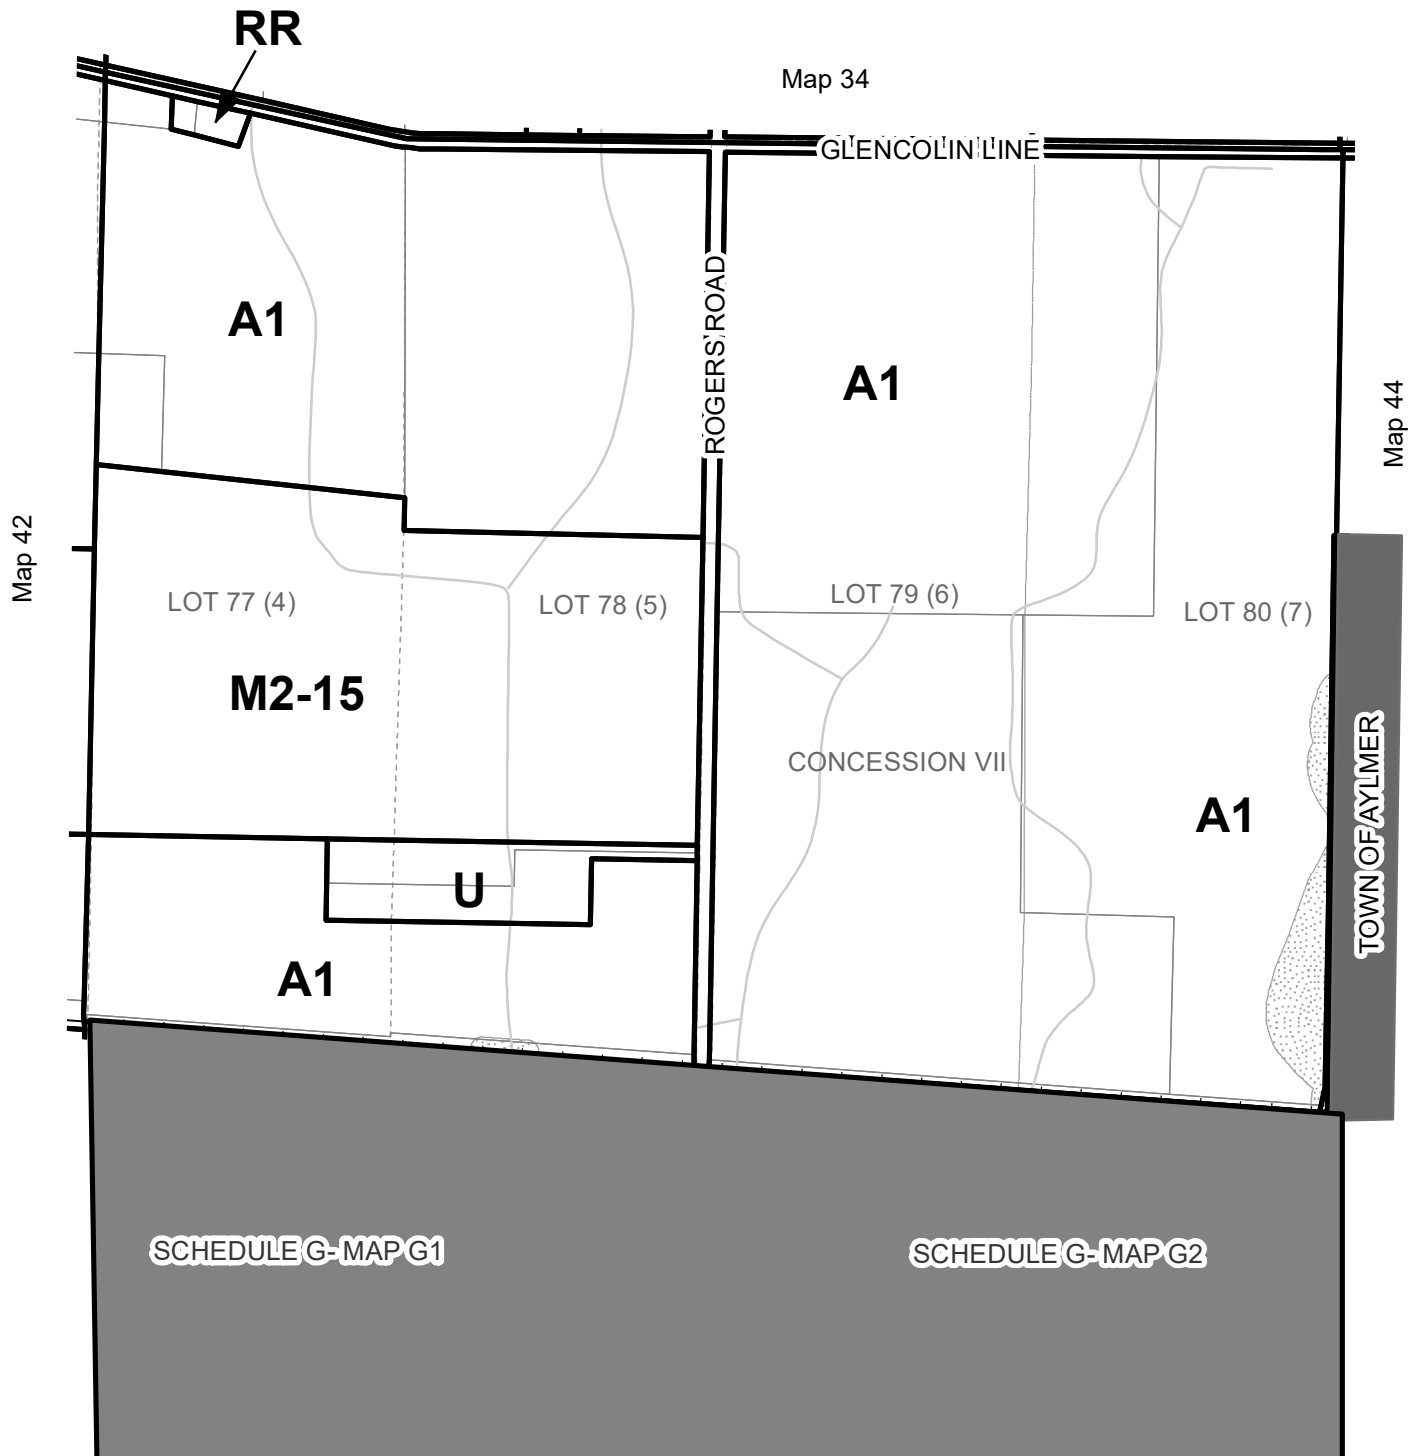 RR
Map 34
GLENCOLIN LINE
ROGERS ROAD
A1
A1
Map 44
Map 42
LOT 77 (4)
LOT 78 (5)
LOT 79 (6)
LOT 80 (7)
M2-15
CONCESSION VII
A1
TOWN OF AYLMER
U
A1
SCHEDULE G- MAP G1
SCHEDULE G- MAP G2